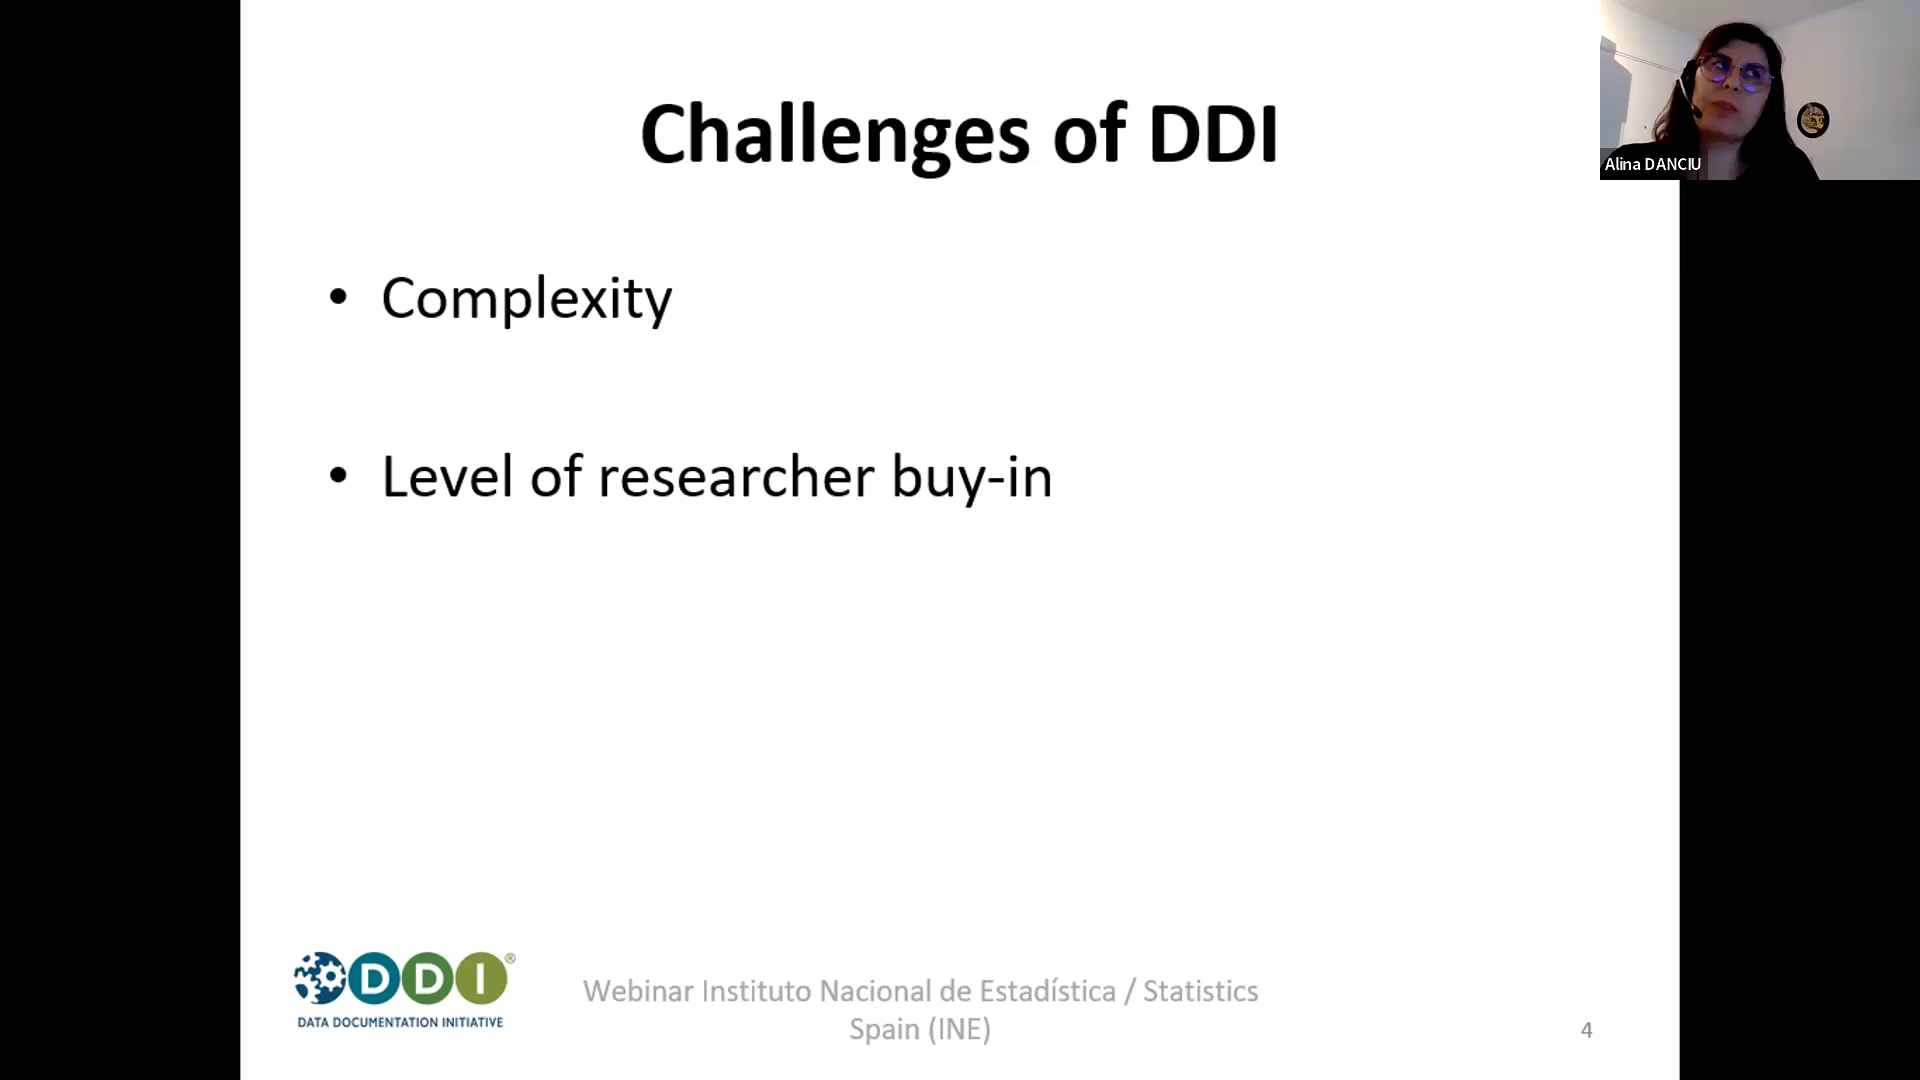 Challenges of DDI
Alina DANCIU
• Complexity
• Level of researcher buy-in
DDI®
DATA DOCUMENTATION INITIATIVE
Webinar Instituto Nacional de Estadística / Statistics
Spain (INE)
4